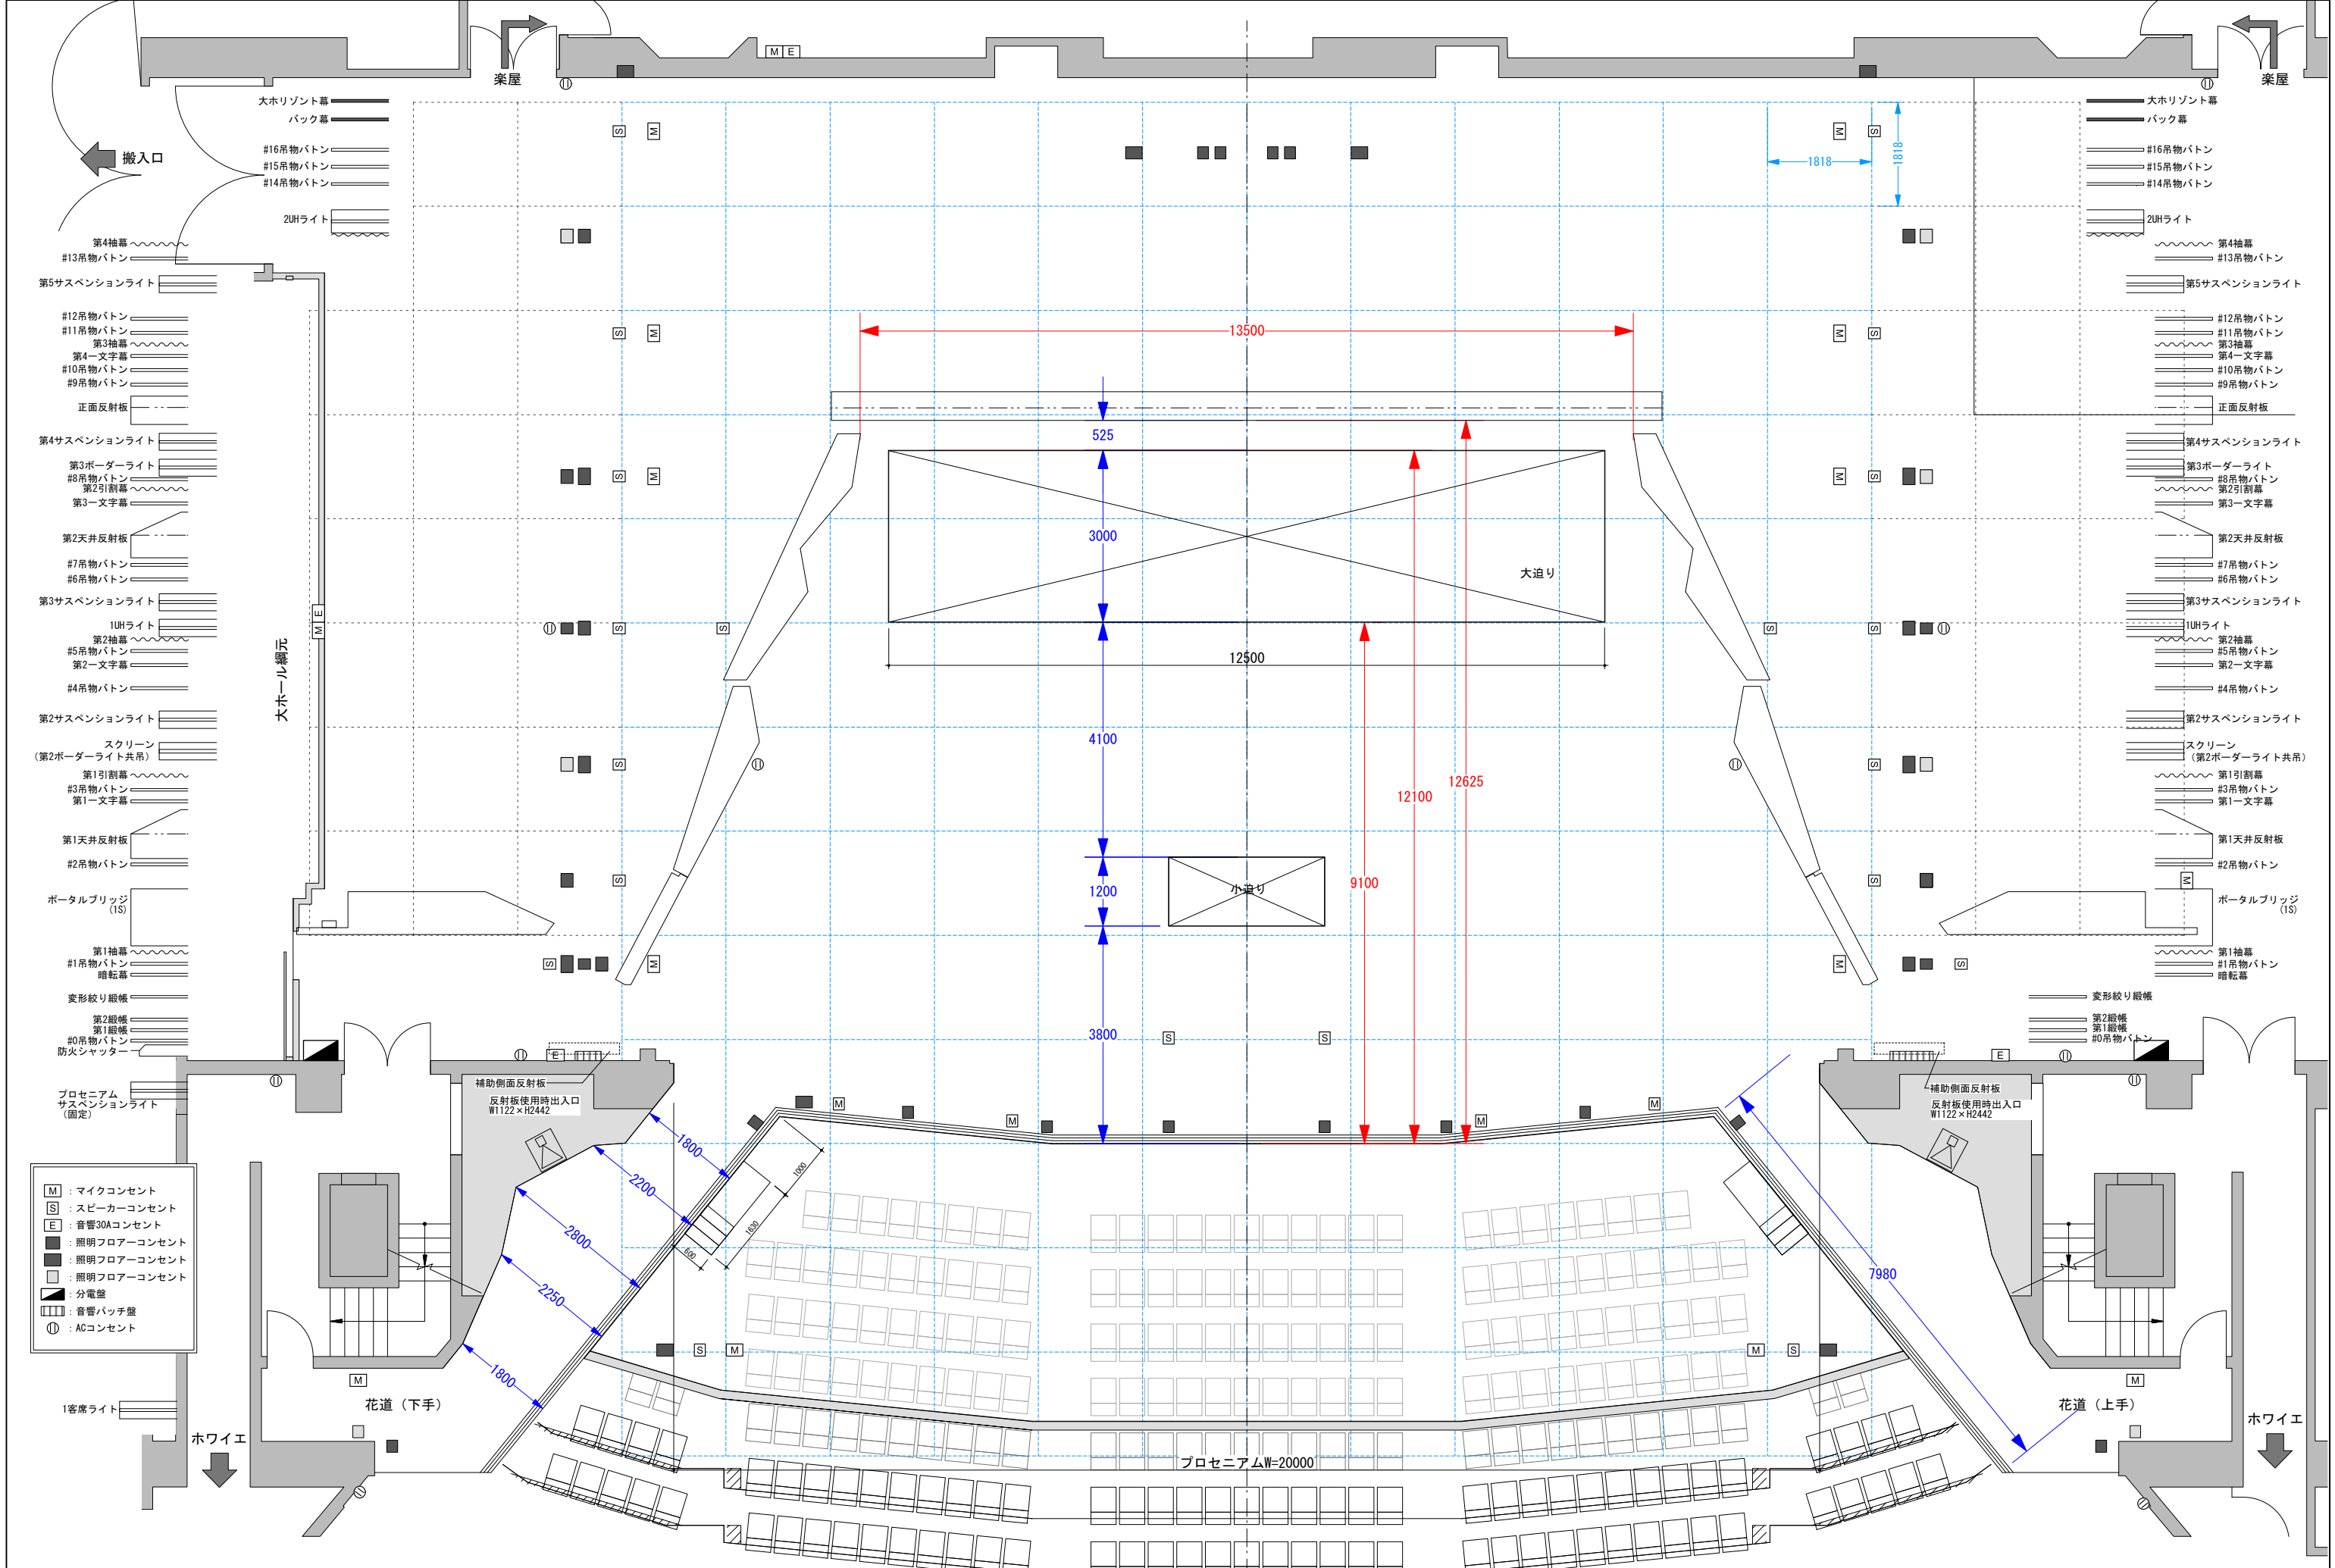 楽屋
楽屋
M E
搬入口
大ホリゾント幕
バック幕
#16吊物バトン
#15吊物バトン
#14吊物バトン
2UHライト
第4袖幕
#13吊物バトン
第5サスペンションライト
#12吊物バトン
#11吊物バトン
第3袖幕
第4一文字幕
#10吊物バトン
#9吊物バトン
正面反射板
第4サスペンションライト
第3ボーダーライト
#8吊物バトン
第2引割幕
第3一文字幕
第2天井反射板
#7吊物バトン
#6吊物バトン
第3サスペンションライト
1UHライト
第2袖幕
#5吊物バトン
第2一文字幕
#4吊物バトン
第2サスペンションライト
スクリーン
(第2ボーダーライト共吊)
第1引割幕
#3吊物バトン
第1一文字幕
第1天井反射板
#2吊物バトン
ポータルブリッジ
(1S)
第1袖幕
#1吊物バトン
暗転幕
変形絞り緞帳
第2緞帳
第1緞帳
#0吊物バトン
防火シャッター
プロセニアム
サスペンションライト
(固定)
大ホール綱元
M E
1818
1818
13500
525
3000
大迫り
12500
4100
12625
12100
9100
1200
小迫り
3800
大ホリゾント幕
バック幕
#16吊物バトン
#15吊物バトン
#14吊物バトン
2UHライト
第4袖幕
#13吊物バトン
第5サスペンションライト
#12吊物バトン
#11吊物バトン
第3袖幕
第4一文字幕
#10吊物バトン
#9吊物バトン
正面反射板
第4サスペンションライト
第3ボーダーライト
#8吊物バトン
第2引割幕
第3一文字幕
第2天井反射板
#7吊物バトン
#6吊物バトン
第3サスペンションライト
1UHライト
第2袖幕
#5吊物バトン
第2一文字幕
#4吊物バトン
第2サスペンションライト
スクリーン
(第2ボーダーライト共吊)
第1引割幕
#3吊物バトン
第1一文字幕
第1天井反射板
#2吊物バトン
ポータルブリッジ
(1S)
第1袖幕
#1吊物バトン
暗転幕
変形絞り緞帳
第2緞帳
第1緞帳
#0吊物バトン
補助側面反射板
反射板使用時出入口
W1122×H2442
補助側面反射板
反射板使用時出入口
W1122×H2442
1800
2200
2800
2250
1800
1000
1630
600
7980
M : マイクコンセント
S : スピーカーコンセント
E : 音響30Aコンセント
: 照明フロアーコンセント
: 照明フロアーコンセント
: 照明フロアーコンセント
: 分電盤
: 音響パッチ盤
: ACコンセント
1客席ライト
花道(下手)
花道(上手)
ホワイエ
ホワイエ
プロセニアムW=20000